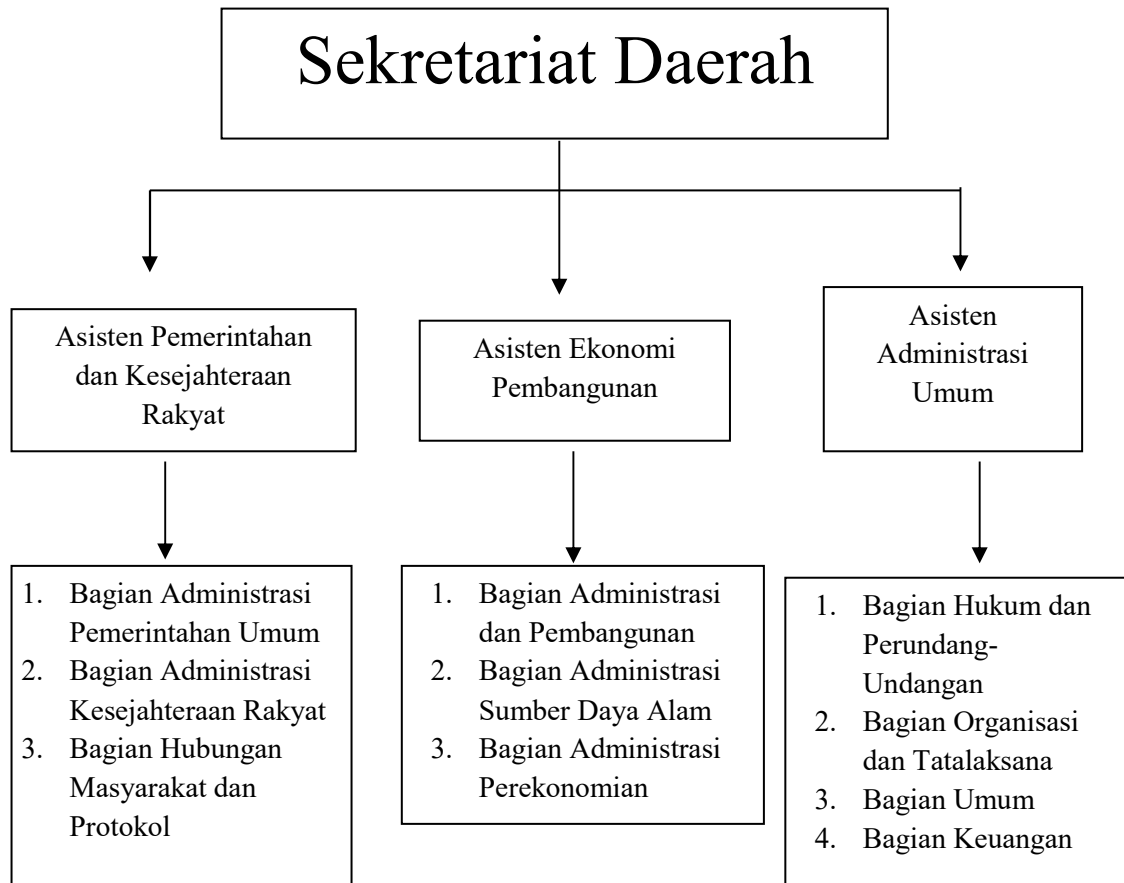 Sekretariat Daerah
Asisten Pemerintahan
dan Kesejahteraan
Rakyat
Asisten Ekonomi
Pembangunan
Asisten
Administrasi
Umum
1. Bagian Administrasi
Pemerintahan Umum
2. Bagian Administrasi
Kesejahteraan Rakyat
3. Bagian Hubungan
Masyarakat dan
Protokol
1. Bagian Administrasi
dan Pembangunan
2. Bagian Administrasi
Sumber Daya Alam
3. Bagian Administrasi
Perekonomian
1. Bagian Hukum dan
Perundang-
Undangan
2. Bagian Organisasi
dan Tatalaksana
3. Bagian Umum
4. Bagian Keuangan